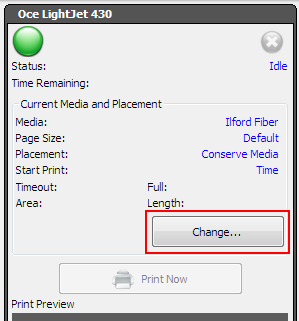 Oce LightJet 430
Status: Idle
Time Remaining:
Current Media and Placement
Media: Ilford Fiber
Page Size: Default
Placement: Conserve Media
Start Print: Time
Timeout: Full:
Area: Length:
Change...
Print Now
Print Preview